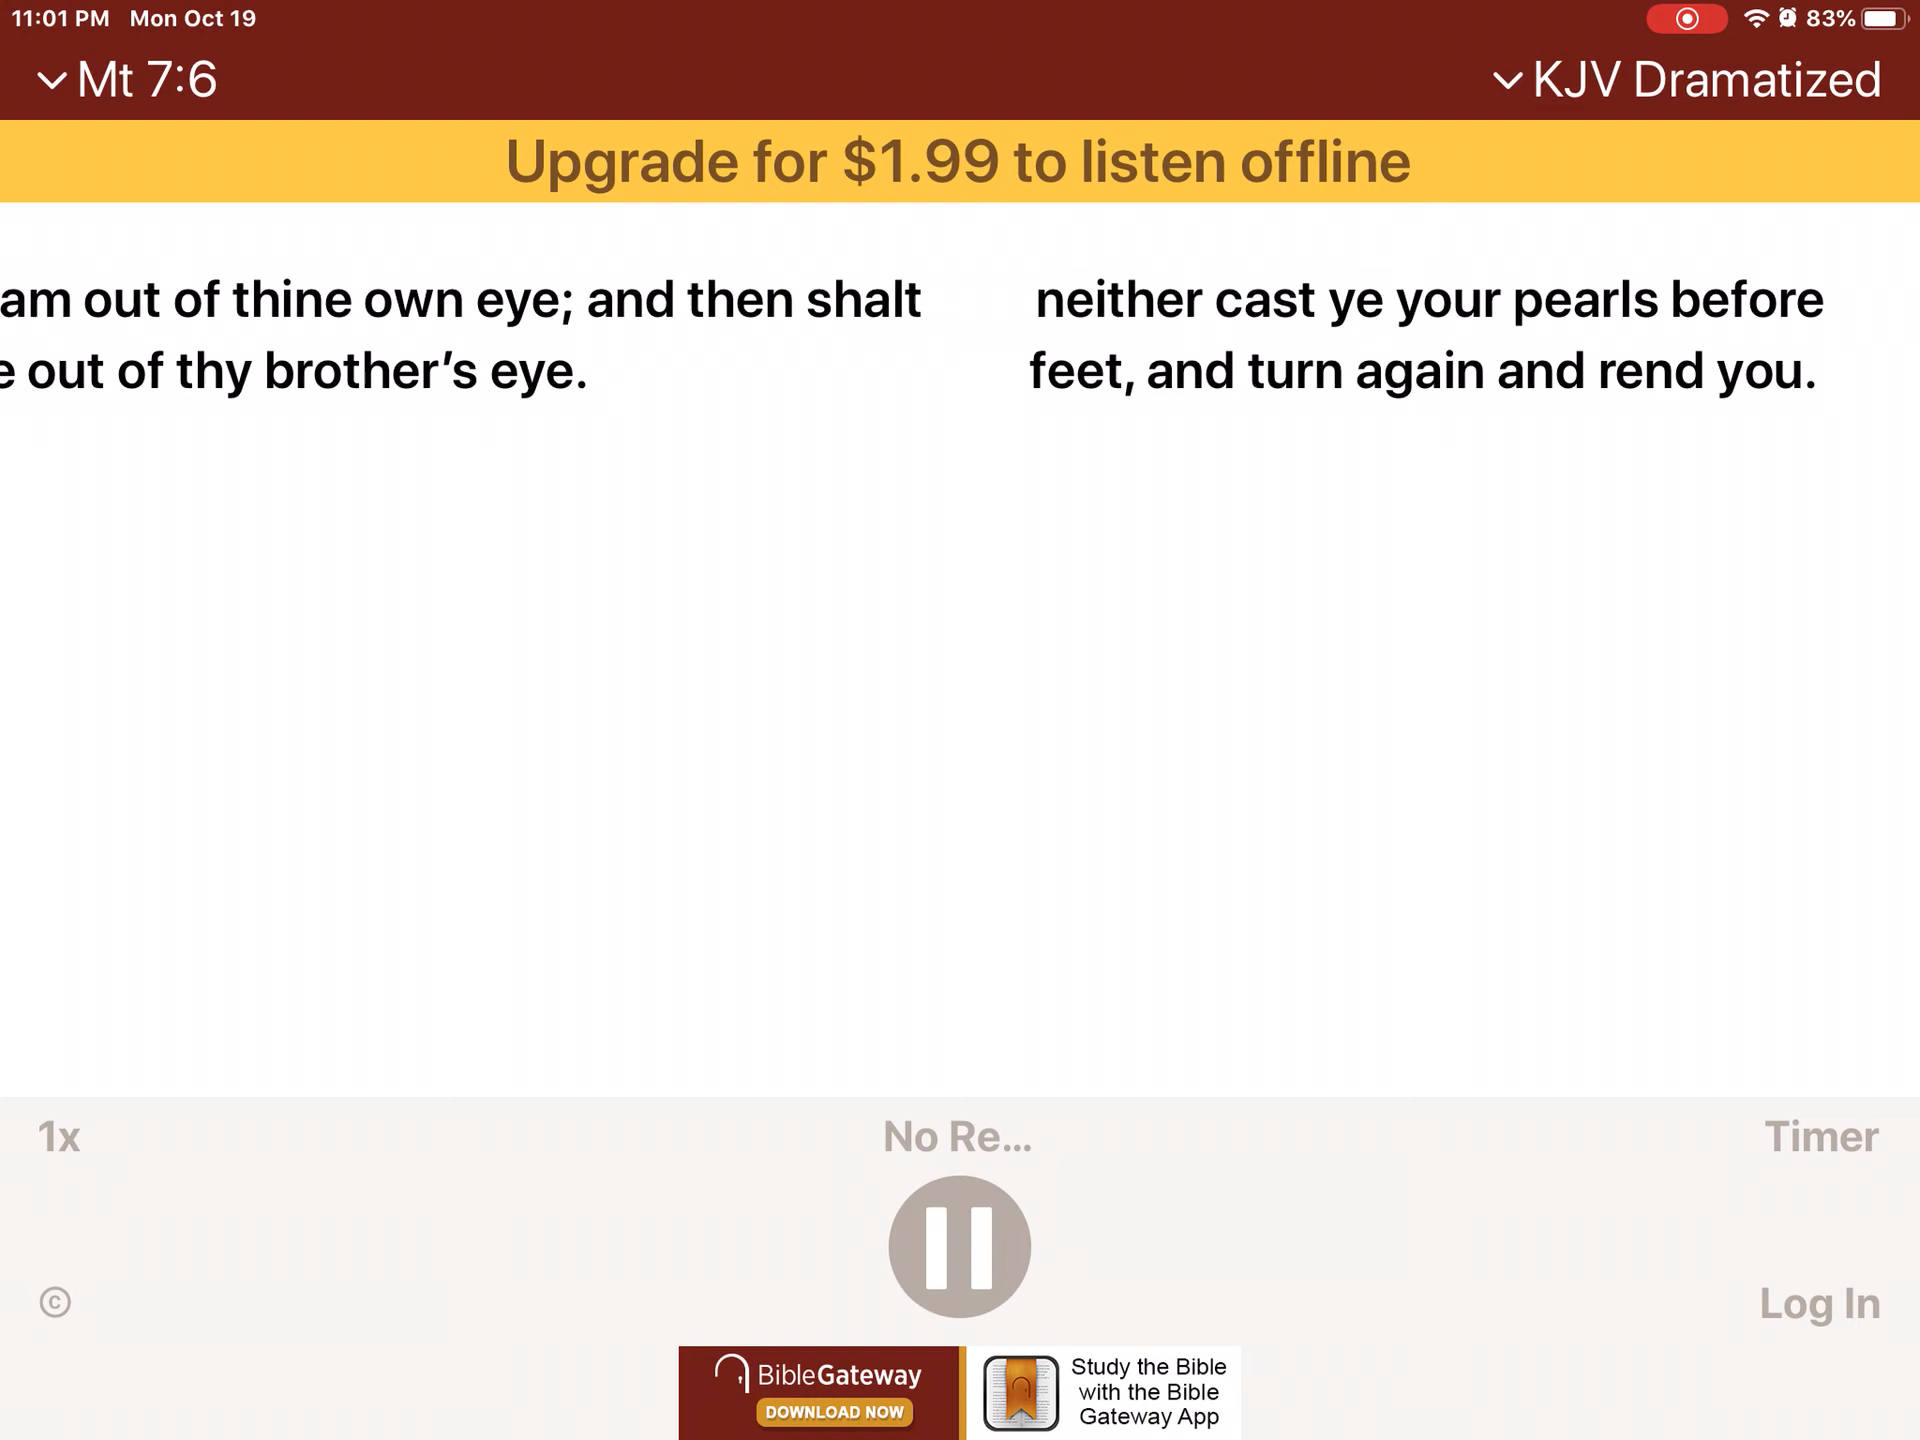 11:01 PM Mon Oct 19
83%
Mt 7:6
KJV Dramatized
Upgrade for $1.99 to listen offline
am out of thine own eye; and then shalt
e out of thy brother’s eye.
neither cast ye your pearls before
feet, and turn again and rend you.
1x
No Re...
Timer
©
Log In
BibleGateway
DOWNLOAD NOW
Study the Bible
with the Bible
Gateway App